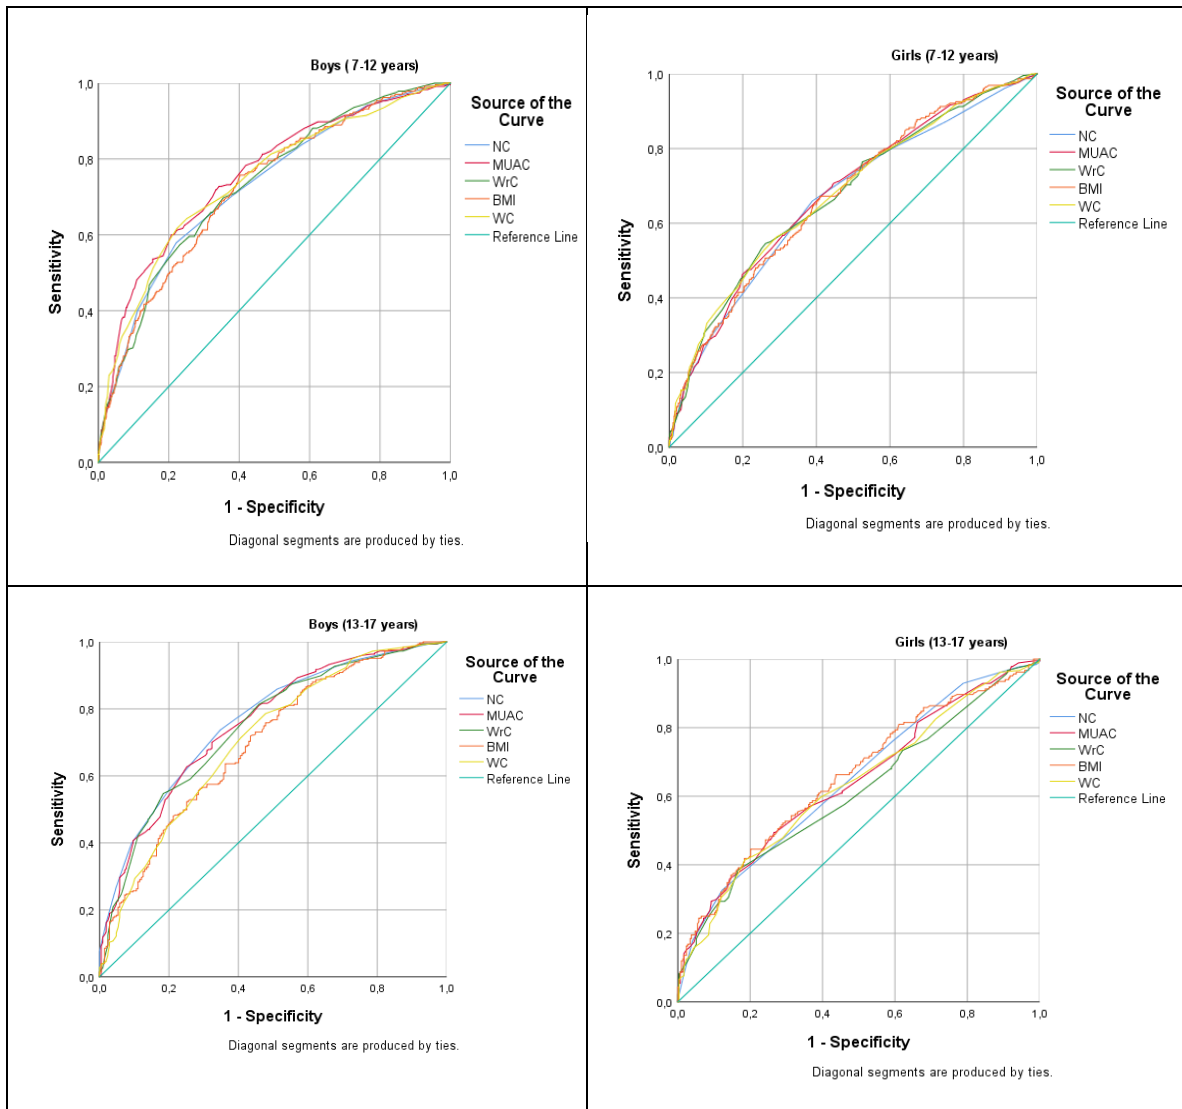 Boys ( 7-12 years)
1,0
0,8
0,6
0,4
0,2
0,0
Sensitivity
0,0 0,2 0,4 0,6 0,8 1,0
1 - Specificity
Source of the
Curve
NC
MUAC
WrC
BMI
WC
Reference Line
Diagonal segments are produced by ties.
Girls (7-12 years)
1,0
0,8
0,6
0,4
0,2
0,0
Sensitivity
0,0 0,2 0,4 0,6 0,8 1,0
1 - Specificity
Source of the
Curve
NC
MUAC
WrC
BMI
WC
Reference Line
Diagonal segments are produced by ties.
Boys (13-17 years)
1,0
0,8
0,6
0,4
0,2
0,0
Sensitivity
0,0 0,2 0,4 0,6 0,8 1,0
1 - Specificity
Source of the
Curve
NC
MUAC
WrC
BMI
WC
Reference Line
Diagonal segments are produced by ties.
Girls (13-17 years)
1,0
0,8
0,6
0,4
0,2
0,0
Sensitivity
0,0 0,2 0,4 0,6 0,8 1,0
1 - Specificity
Source of the
Curve
NC
MUAC
WrC
BMI
WC
Reference Line
Diagonal segments are produced by ties.